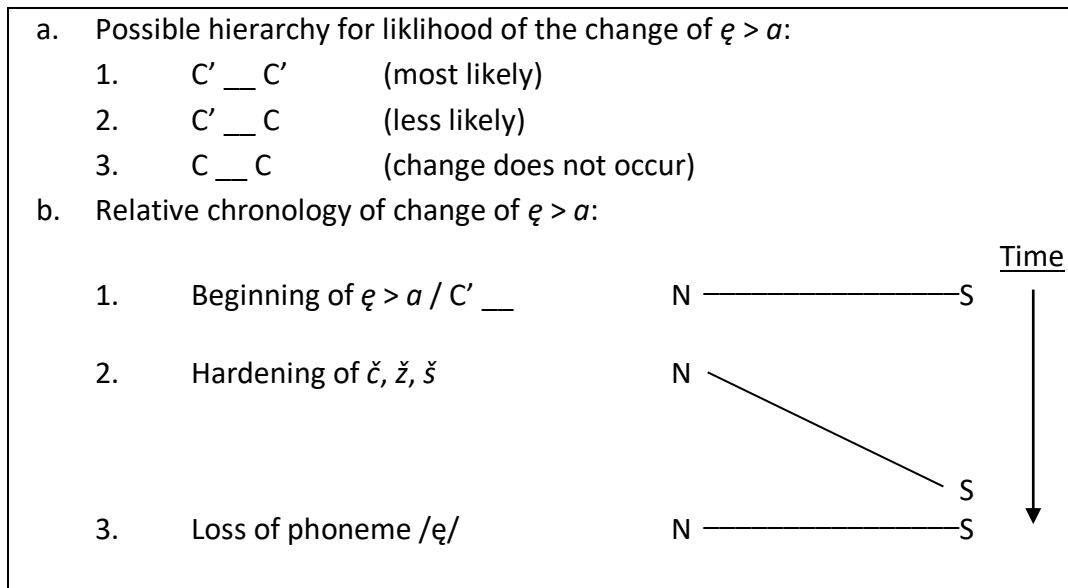 a. Possible hierarchy for liklihood of the change of ę > a:
1. C’ __ C’ (most likely)
2. C’ __ C (less likely)
3. C __ C (change does not occur)
b. Relative chronology of change of ę > a:
Time
1. Beginning of ę > a / C’ __ N S
2. Hardening of č, ž, š N
S
3. Loss of phoneme /ę/ N S